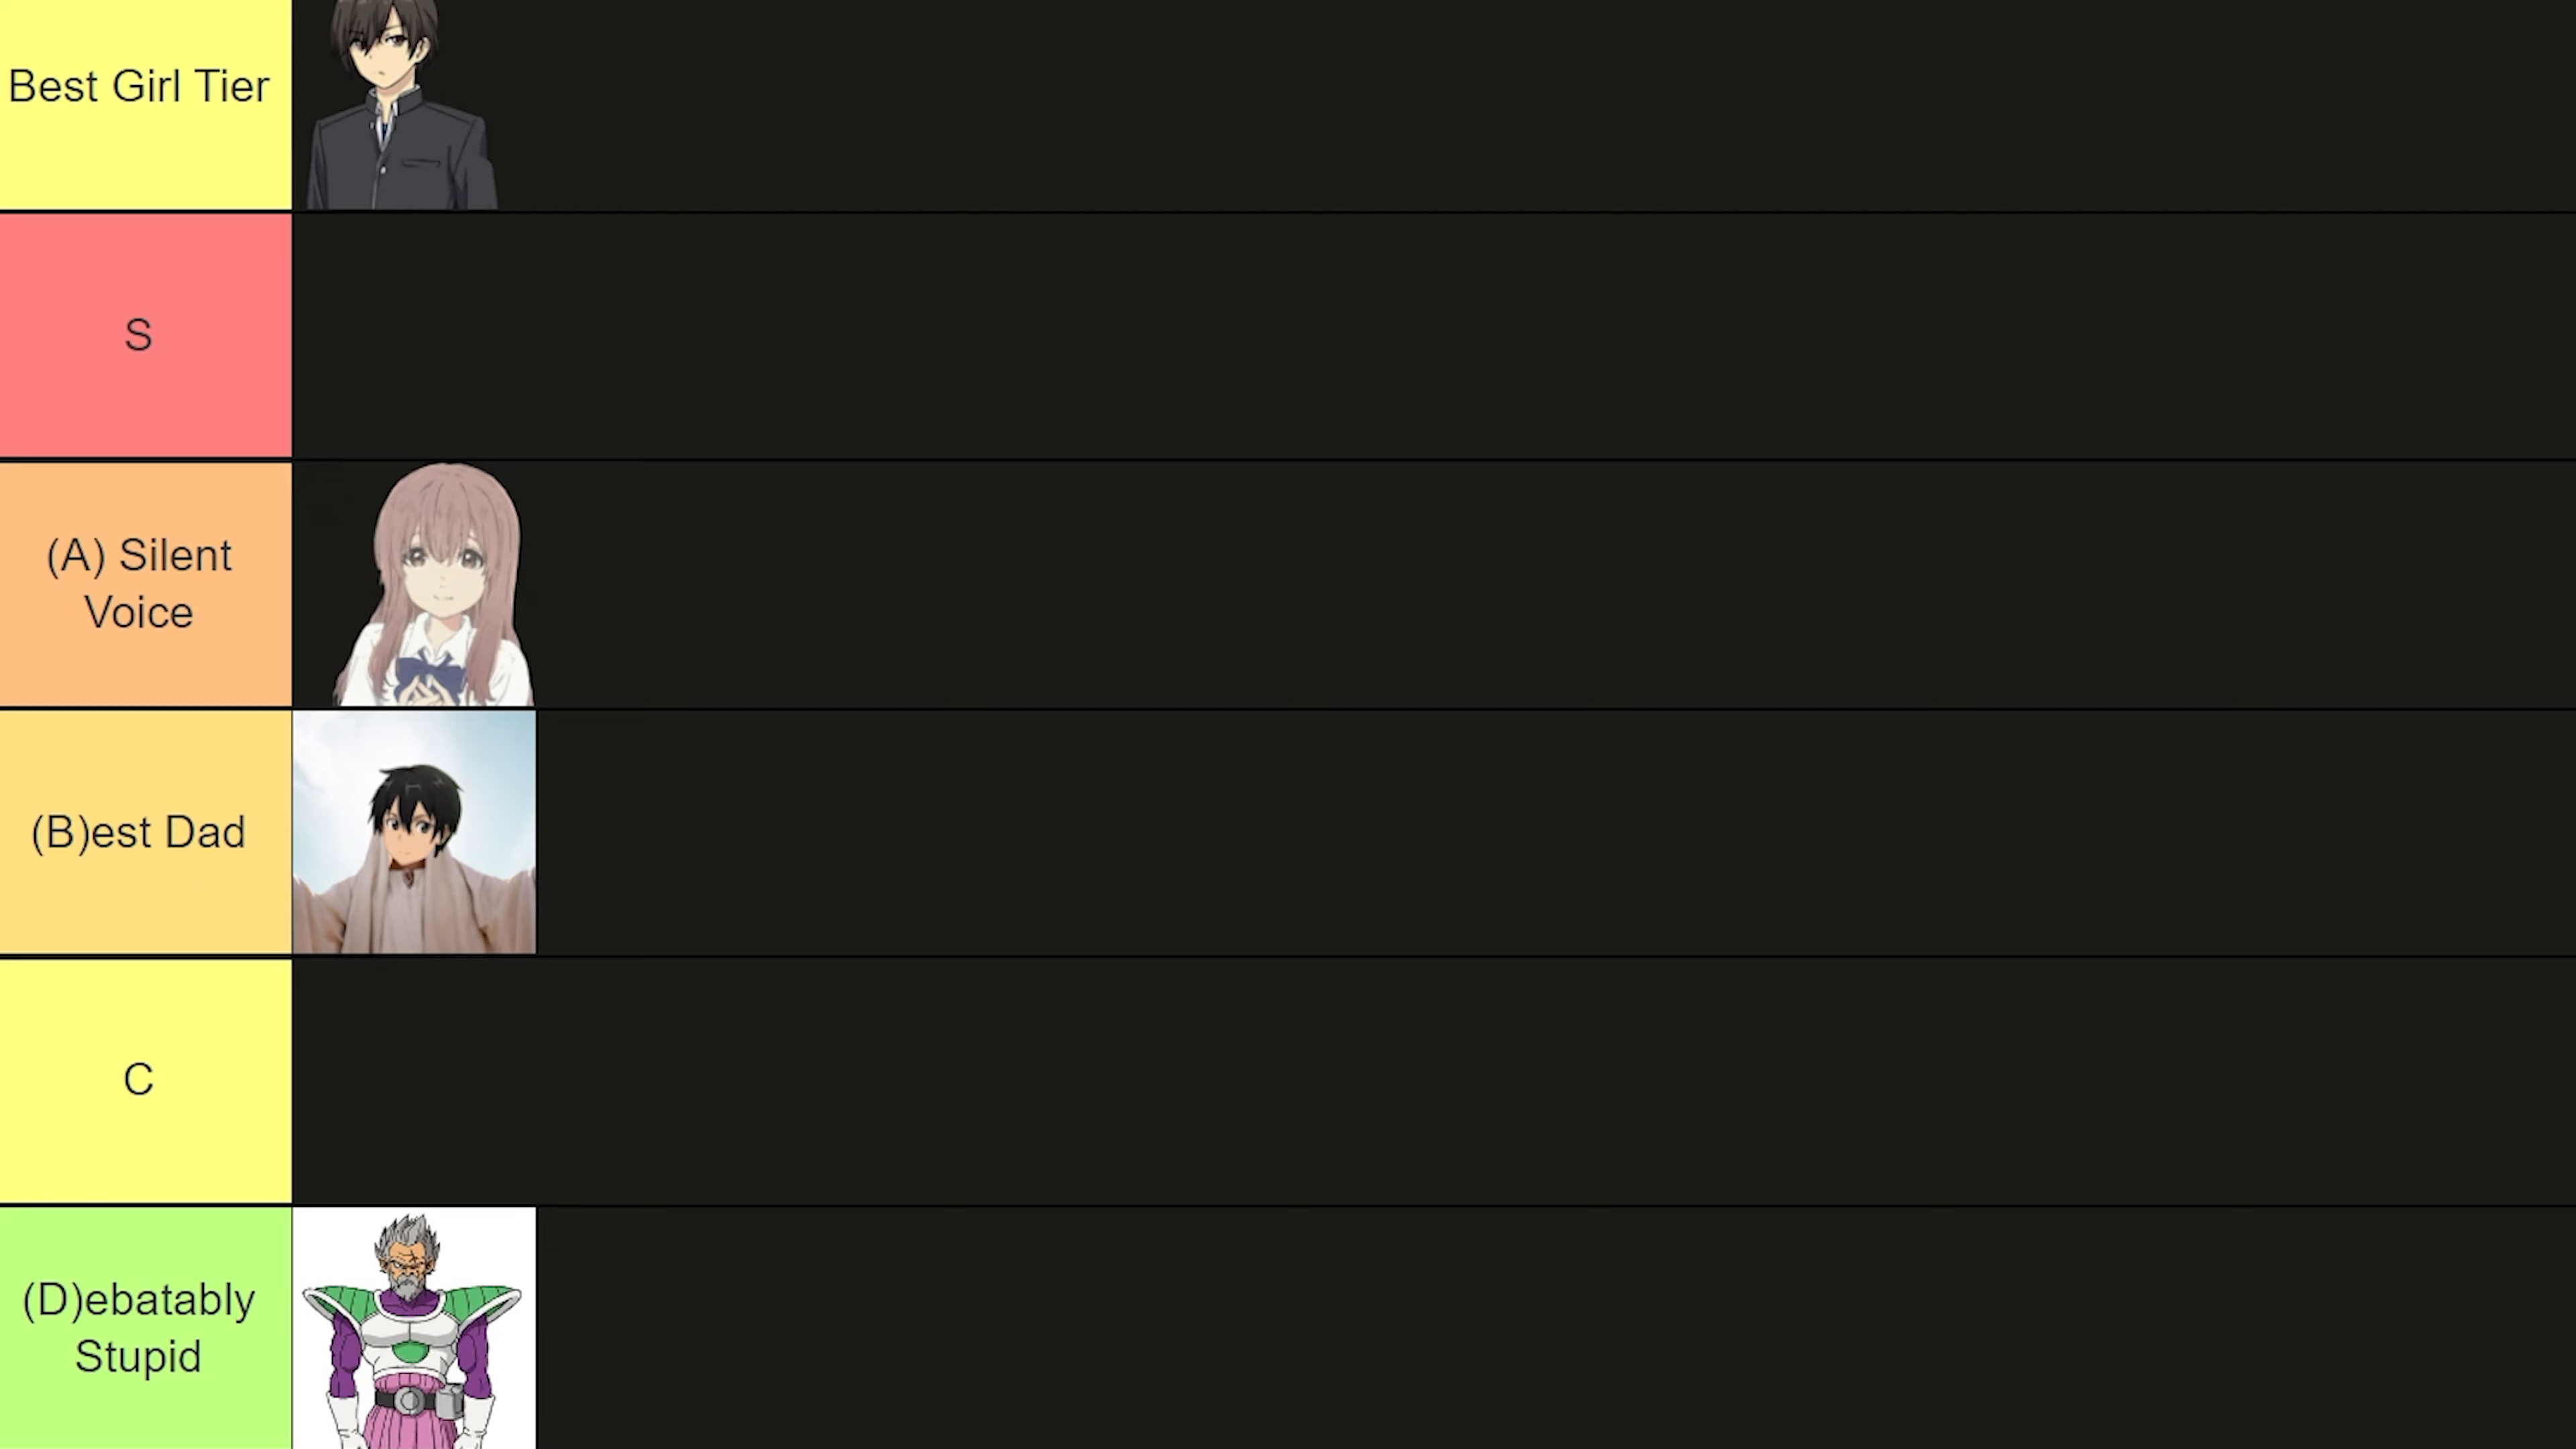 Best Girl Tier
S
(A) Silent
Voice
(B)est Dad
C
(D)ebatably
Stupid